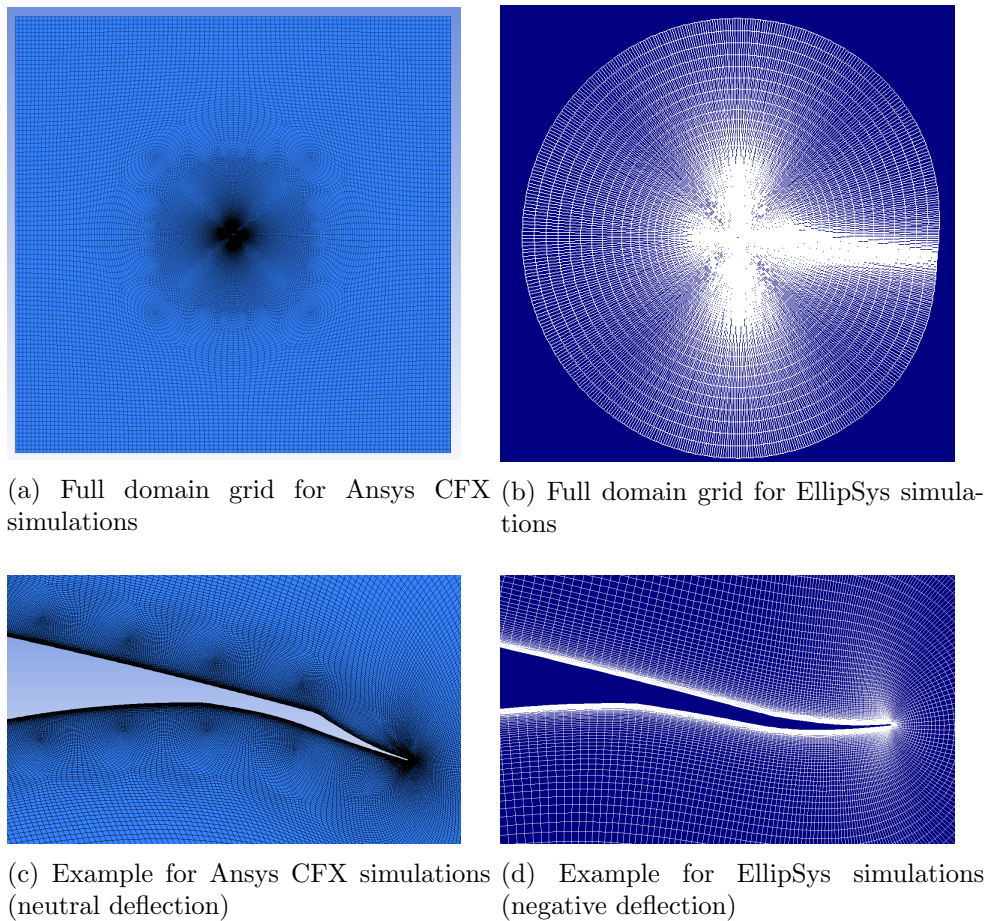 (a) Full domain grid for Ansys CFX
simulations
(b) Full domain grid for EllipSys simula-
tions
(c) Example for Ansys CFX simulations
(neutral deflection)
(d) Example for EllipSys simulations
(negative deflection)